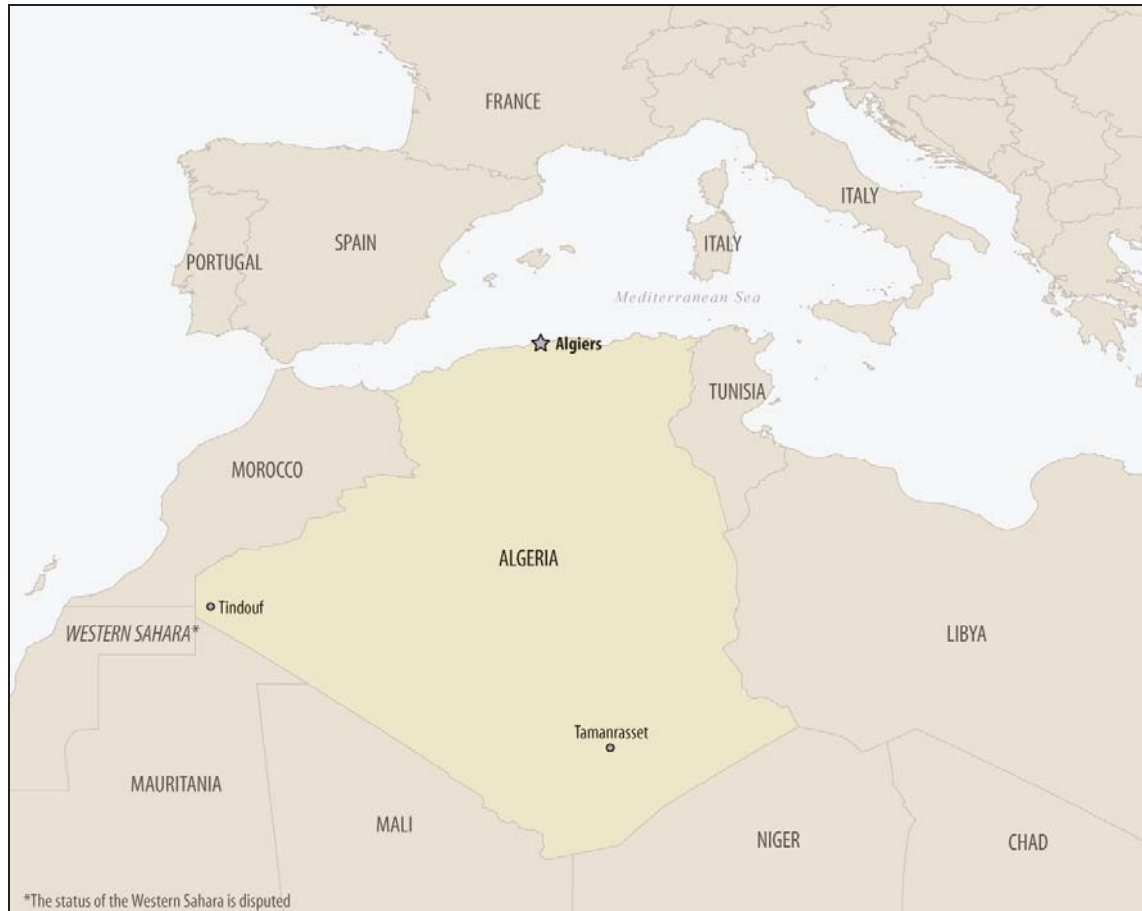 FRANCE
ITALY
SPAIN
ITALY
PORTUGAL
Mediterranean Sea
Algiers
TUNISIA
MOROCCO
ALGERIA
Tindouf
WESTERN SAHARA*
LIBYA
Tamanrasset
MAURITANIA
MALI
NIGER
CHAD
*The status of the Western Sahara is disputed